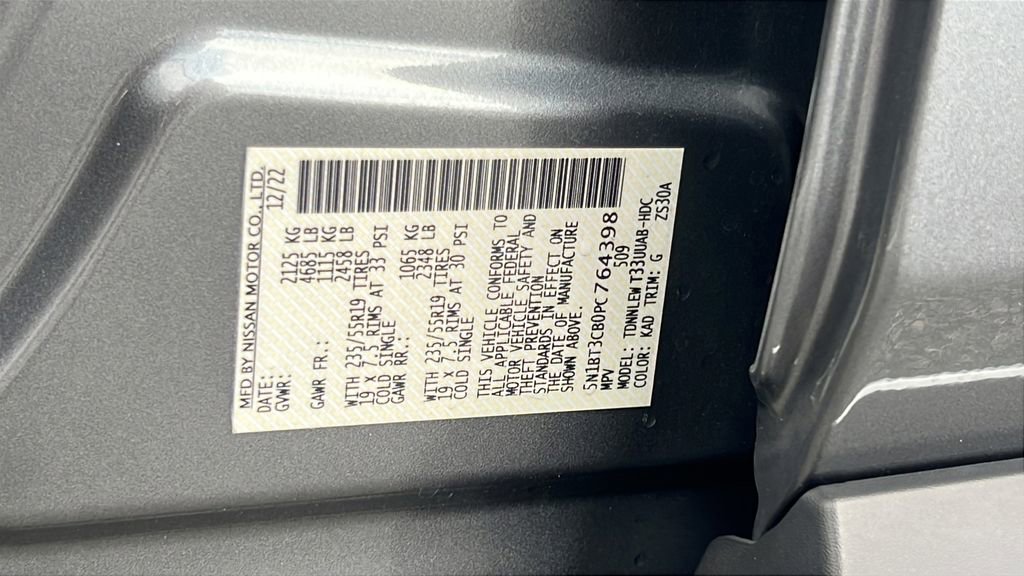 MFD BY NISSAN MOTOR CO., LTD.
DATE: 12/22
GVWR: 2125 KG
4685 LB
GAWR FR.: 1115 KG
2458 LB
WITH 235/55R19 TIRES
19 X 7.5 RIMS AT 33 PSI
COLD SINGLE
GAWR RR.: 1065 KG
2348 LB
WITH 235/55R19 TIRES
19 X 7.5 RIMS AT 30 PSI
COLD SINGLE
THIS VEHICLE CONFORMS TO
ALL APPLICABLE FEDERAL
MOTOR VEHICLE SAFETY AND
THEFT PREVENTION
STANDARDS IN EFFECT ON
THE DATE OF MANUFACTURE
SHOWN ABOVE.
5N1BT3CB0PC764398
MPV 509
MODEL: TDNNLEW T33UUA8-HDC
COLOR: KAD TRIM: G ZS30A